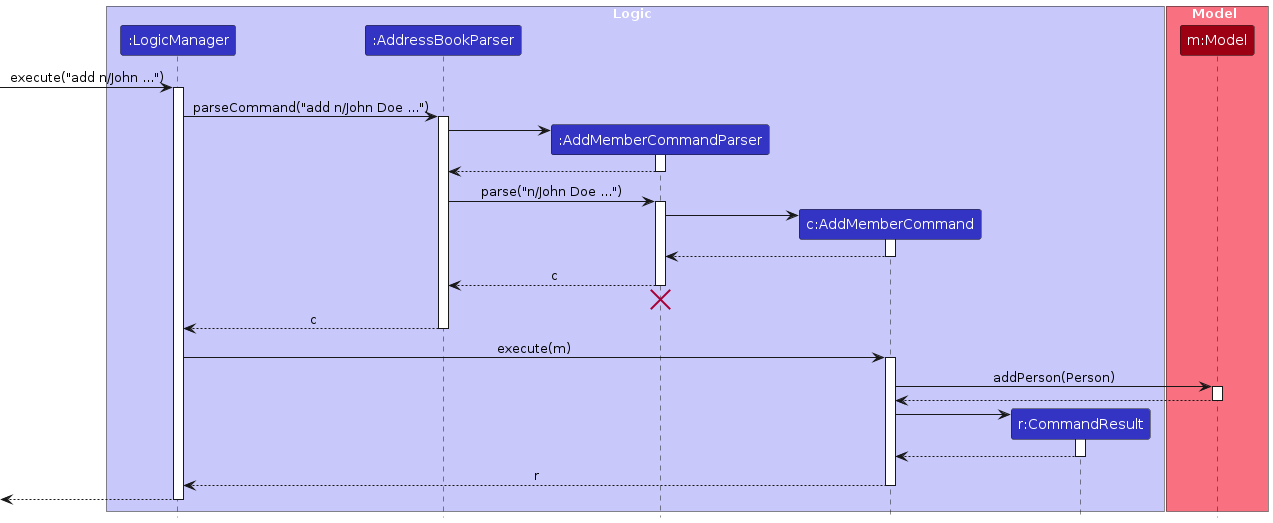 Logic
Model
:LogicManager
:AddressBookParser
m:Model
execute("add n/John ...")
parseCommand("add n/John Doe ...")
:AddMemberCommandParser
parse("n/John Doe ...")
c:AddMemberCommand
c
c
execute(m)
addPerson(Person)
r:CommandResult
r